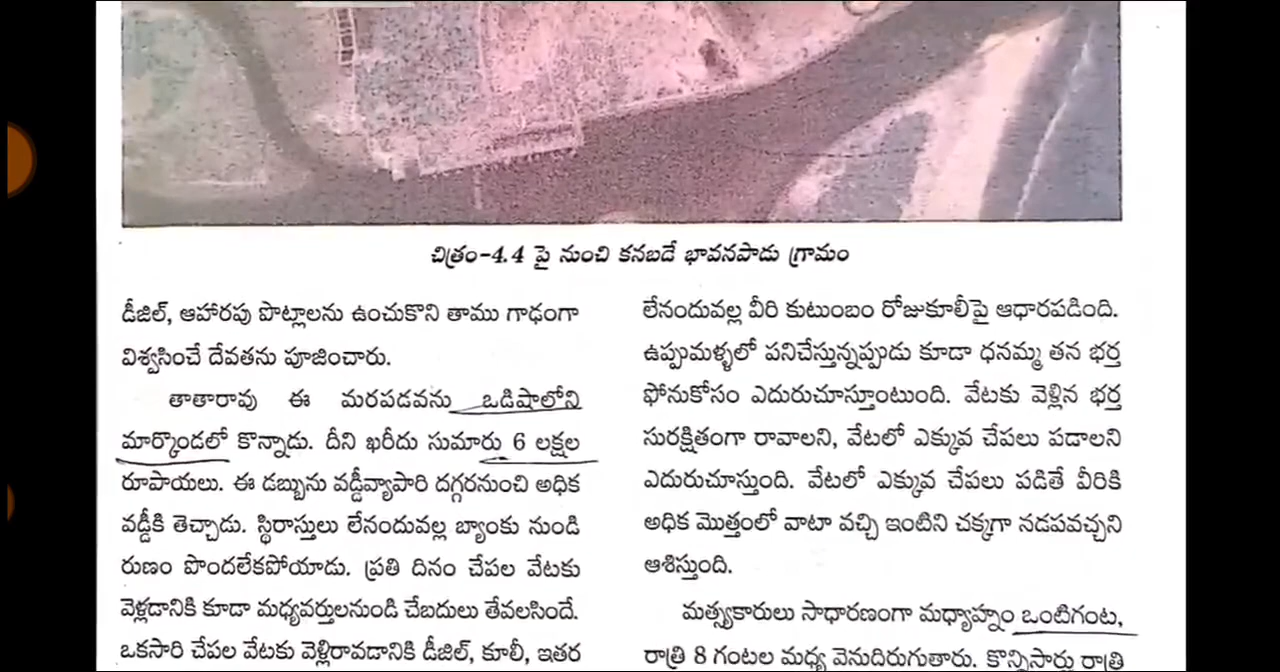 చిత్రం-4.4 పై నుంచి కనబడే భావనపాడు గ్రామం
డీజిల్, ఆహారపు పొట్లాలను ఉంచుకొని తాము గాఢంగా
విశ్వసించే దేవతను పూజించారు.
తాతారావు ఈ మరపడవను ఒడిషాలోని
మార్కొండలో కొన్నాడు. దీని ఖరీదు సుమారు 6 లక్షల
రూపాయలు. ఈ డబ్బును వడ్డీవ్యాపారి దగ్గరనుంచి అధిక
వడ్డీకి తెచ్చాడు. స్థిరాస్తులు లేనందువల్ల బ్యాంకు నుండి
రుణం పొందలేకపోయాడు. ప్రతి దినం చేపల వేటకు
వెళ్లడానికి కూడా మధ్యవర్తులనుండి చేబదులు తేవలసిందే.
ఒకసారి చేపల వేటకు వెళ్లిరావడానికి డీజిల్, కూలీ, ఇతర
లేనందువల్ల వీరి కుటుంబం రోజుకూలీపై ఆధారపడింది.
ఉప్పుమళ్ళలో పనిచేస్తున్నప్పుడు కూడా ధనమ్మ తన భర్త
ఫోనుకోసం ఎదురుచూస్తూంటుంది. వేటకు వెళ్లిన భర్త
సురక్షితంగా రావాలని, వేటలో ఎక్కువ చేపలు పడాలని
ఎదురుచూస్తుంది. వేటలో ఎక్కువ చేపలు పడితే వీరికి
అధిక మొత్తంలో వాటా వచ్చి ఇంటిని చక్కగా నడపవచ్చని
ఆశిస్తుంది.
మత్స్యకారులు సాధారణంగా మధ్యాహ్నం ఒంటిగంట,
రాత్రి 8 గంటల మధ్య వెనుదిరుగుతారు. కొన్నిసార్లు రాత్రి